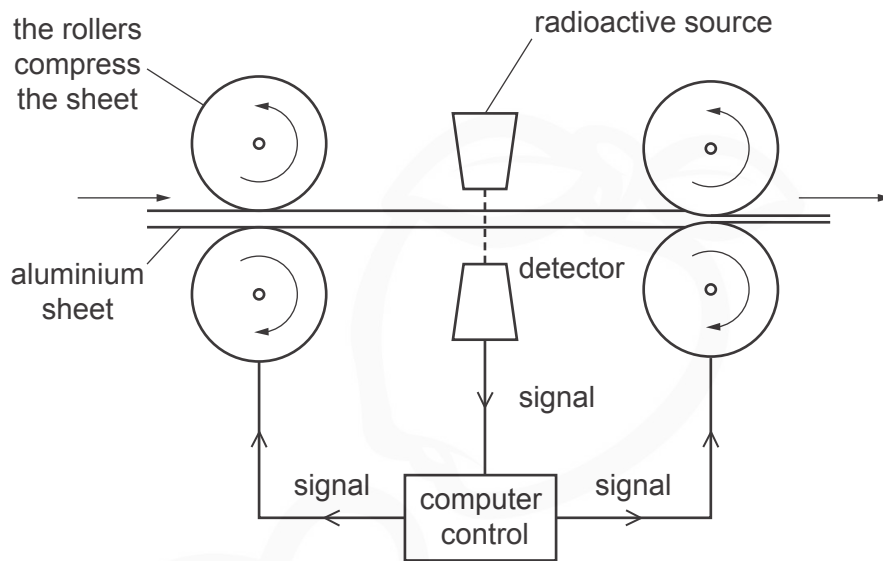 the rollers
compress
the sheet
radioactive source
aluminium
sheet
detector
signal
signal
computer
control
signal